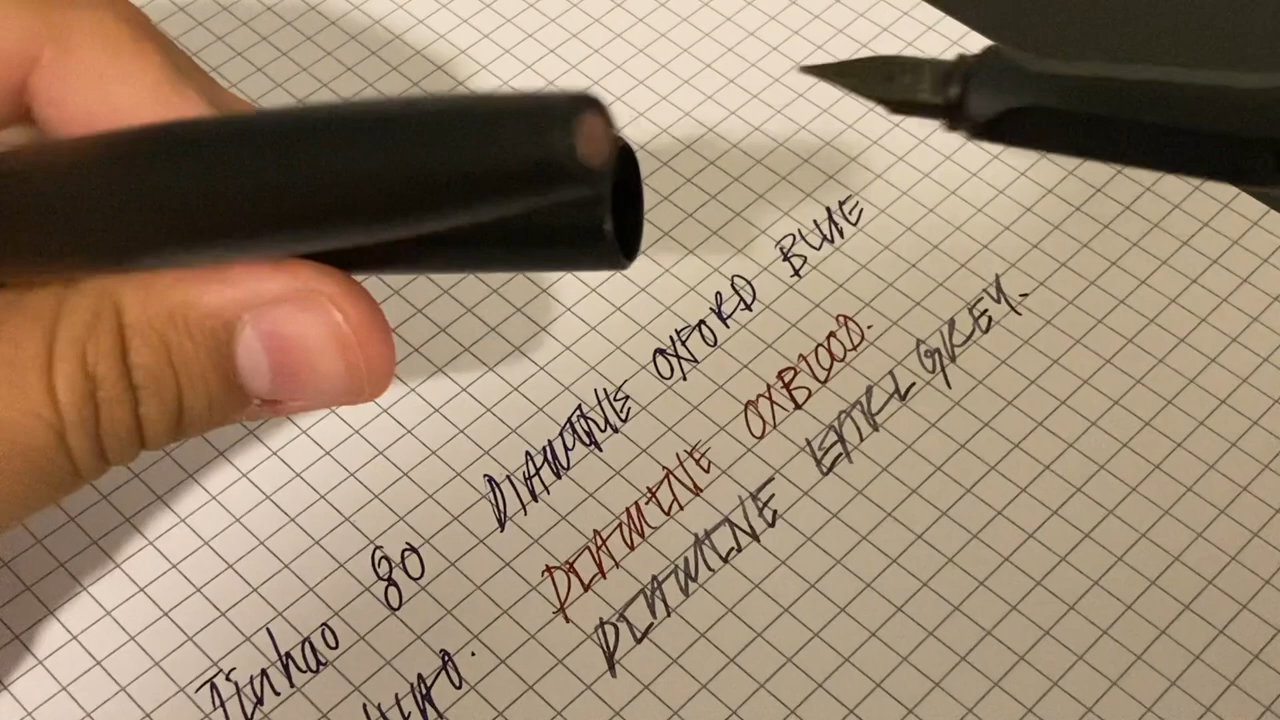 Jinhao 80 DIAMINE OXFORD BLUE
DIAMINE OXBLOOD.
DIAMINE EARL GREY.